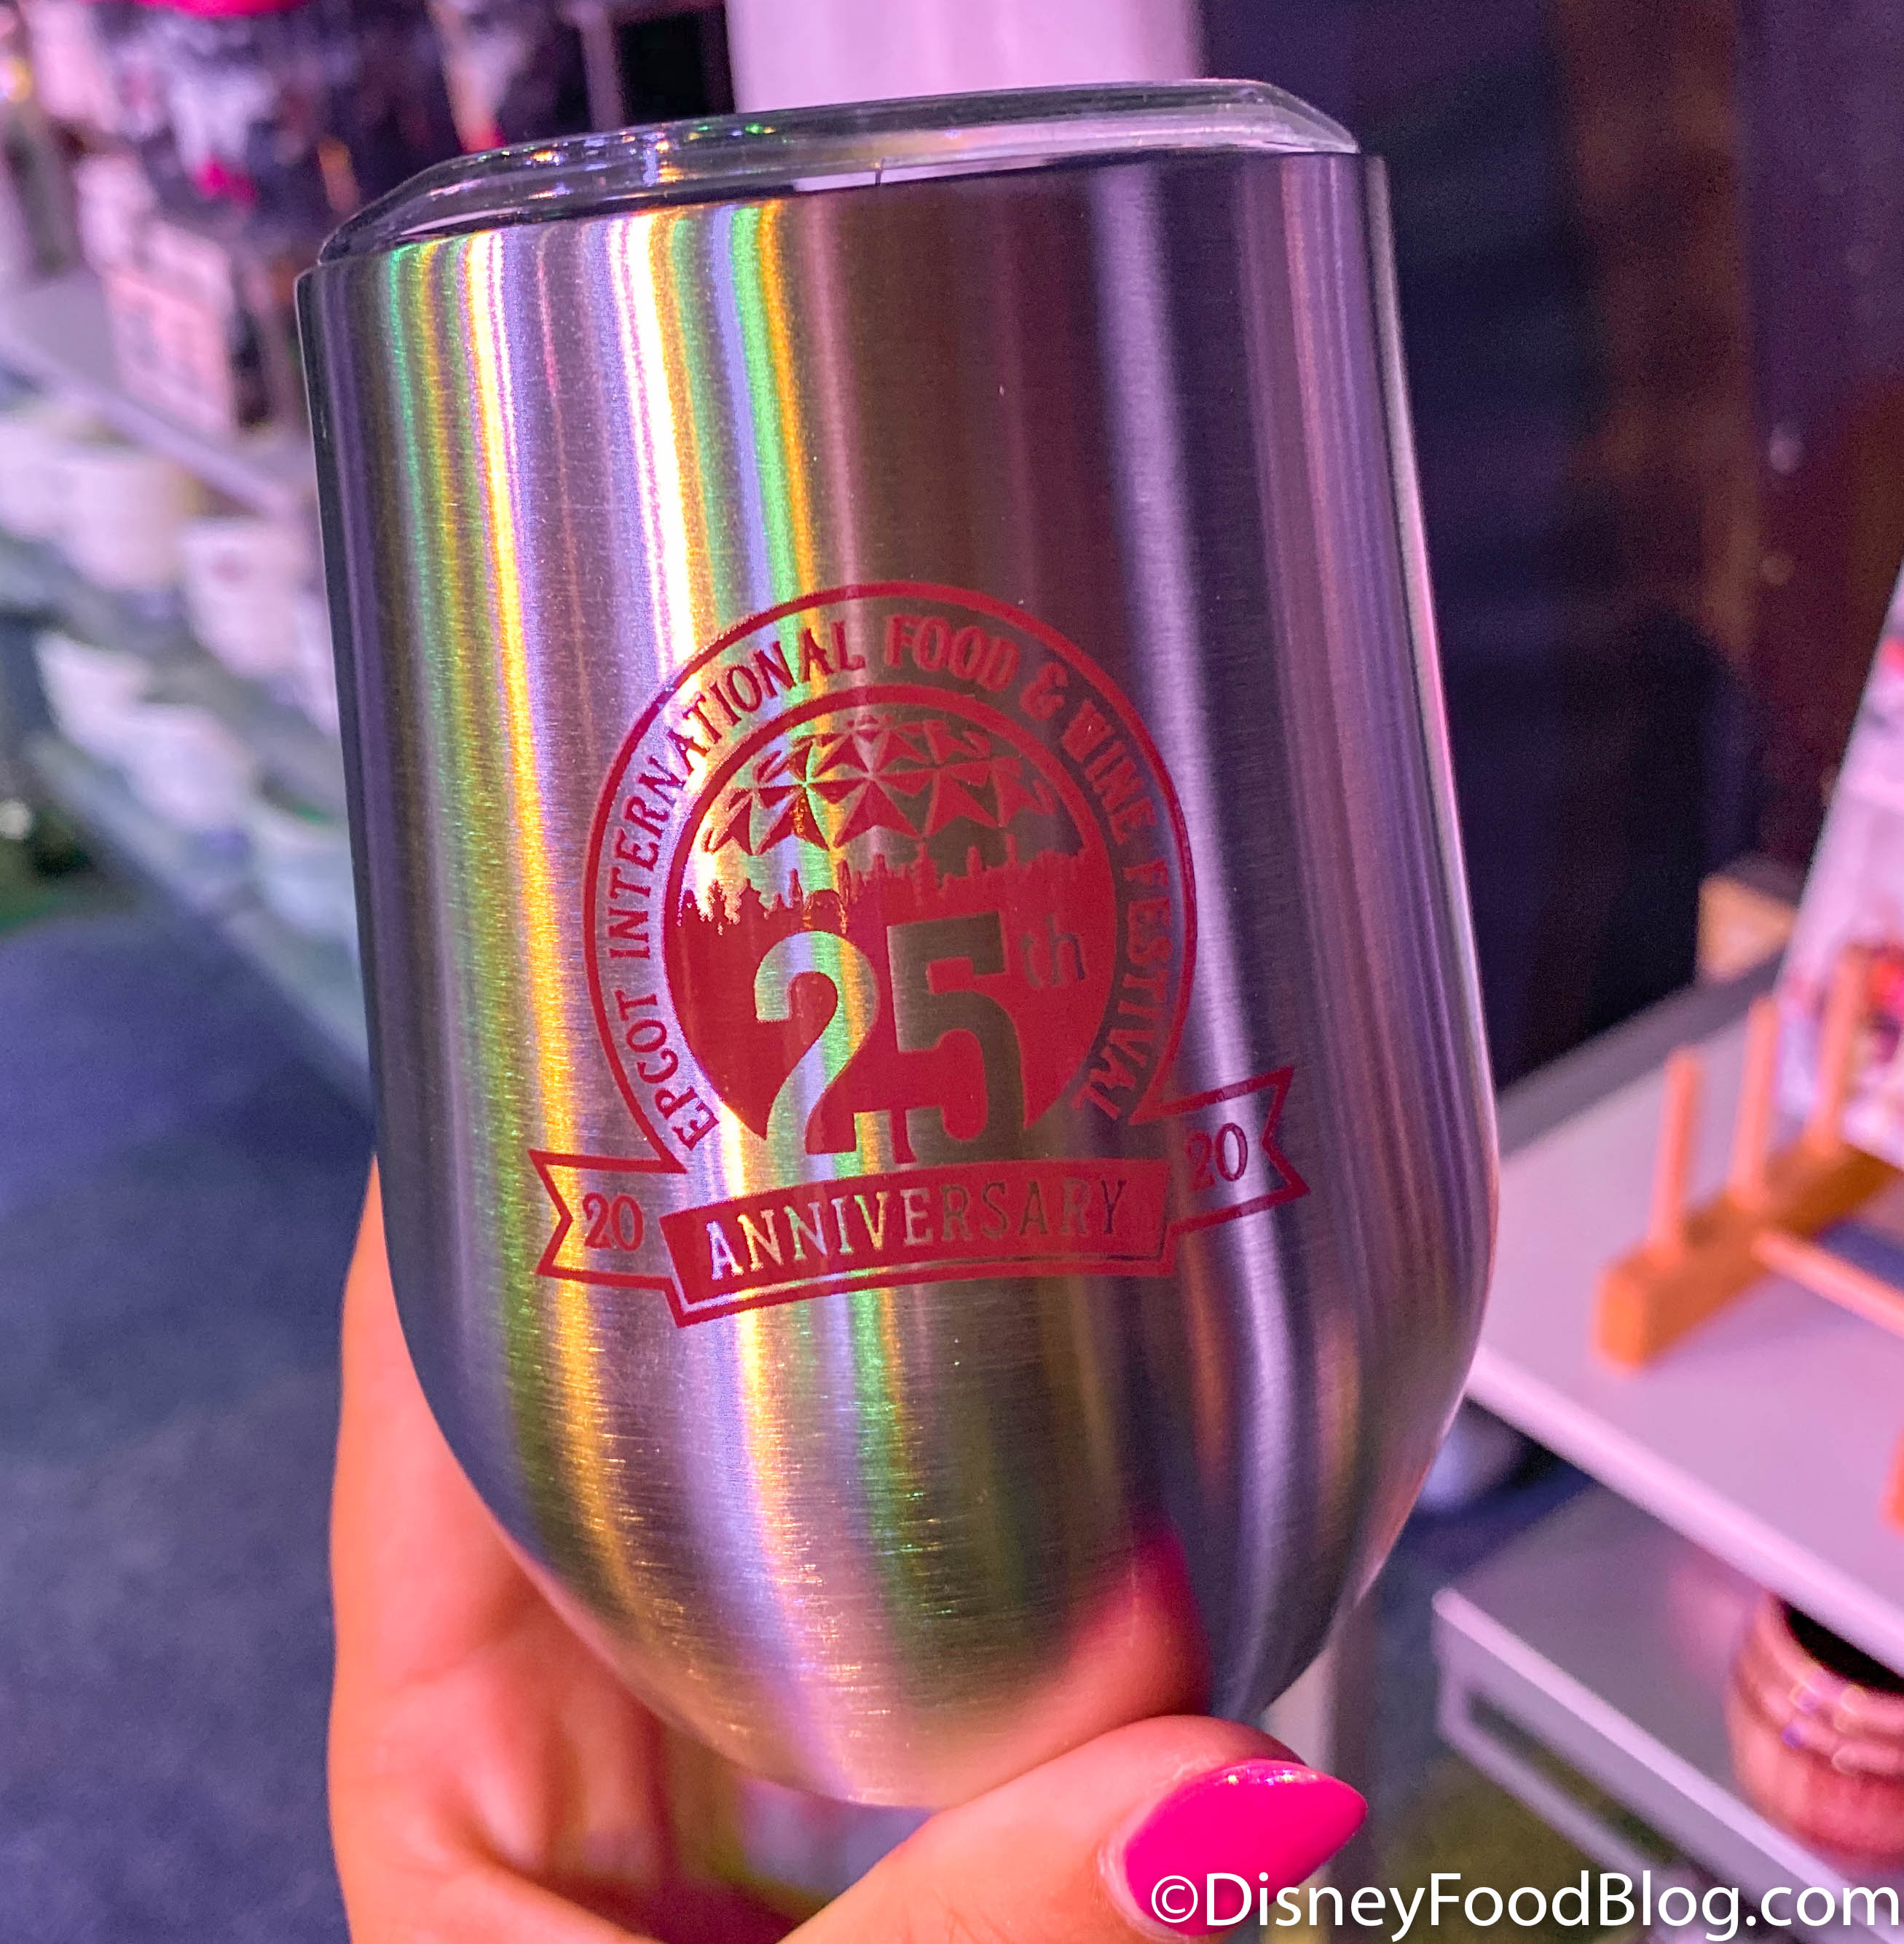 EPCOT INTERNATIONAL FOOD & WINE FESTIVAL
25th
20 ANNIVERSARY 20
©DisneyFoodBlog.com